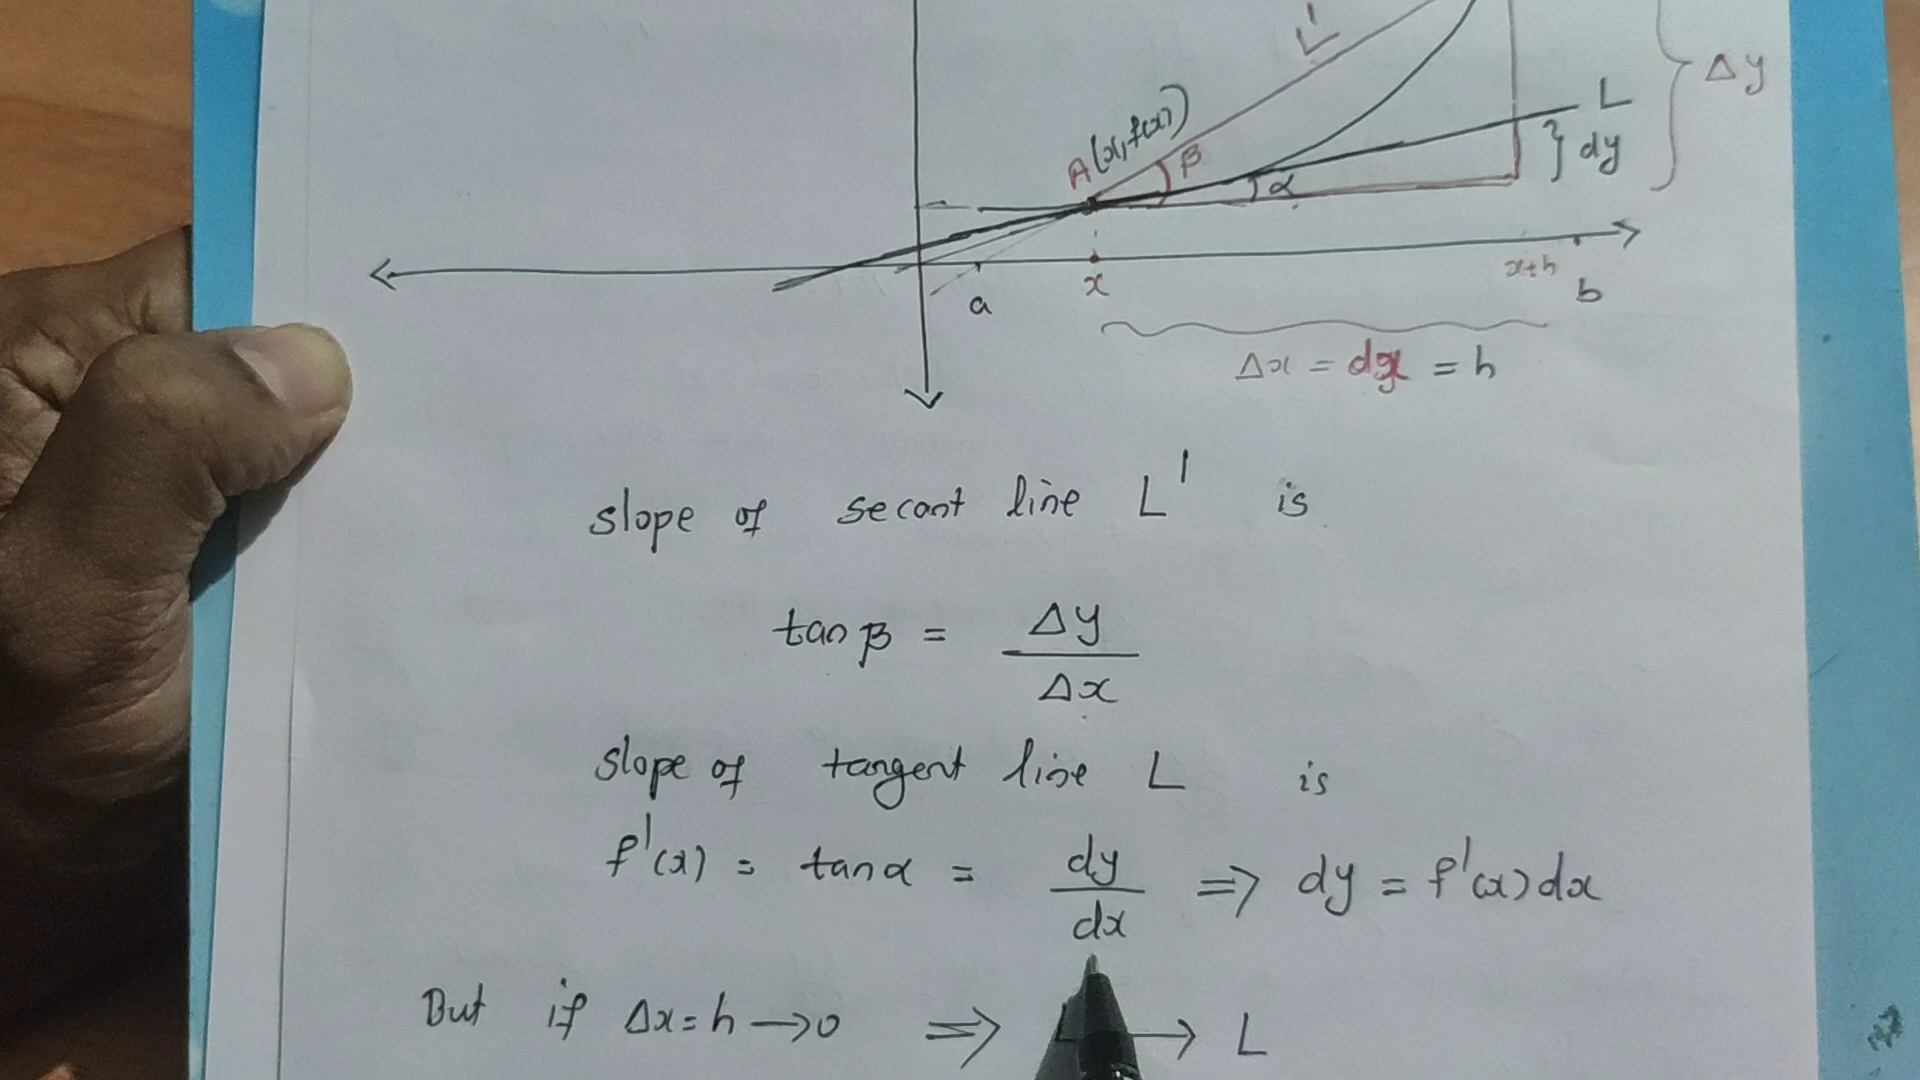 L'
Δy
L
A(x,f(x))
β
} dy
α
x
x+h
a
b
Δx = dx = h
slope of secant line L' is
tan β = Δy/Δx
slope of tangent line L is
f'(x) = tan α = dy/dx ⇒ dy = f'(x) dx
But if Δx = h → 0 ⇒ → L